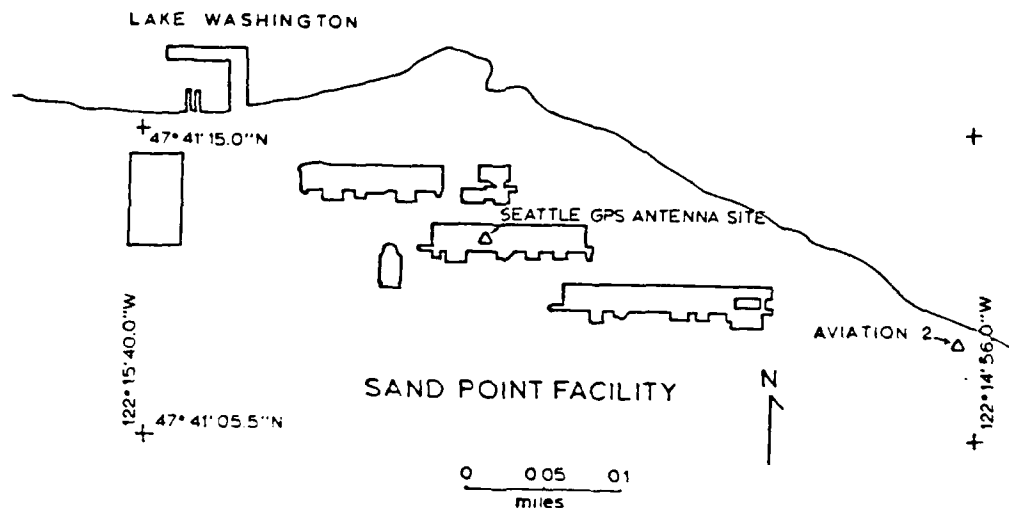 LAKE WASHINGTON
47° 41' 15.0"N
SEATTLE GPS ANTENNA SITE
122° 15' 40.0"W
AVIATION 2
122° 14' 56.0"W
SAND POINT FACILITY
N
47° 41' 05.5"N
0 0.05 0.1
miles